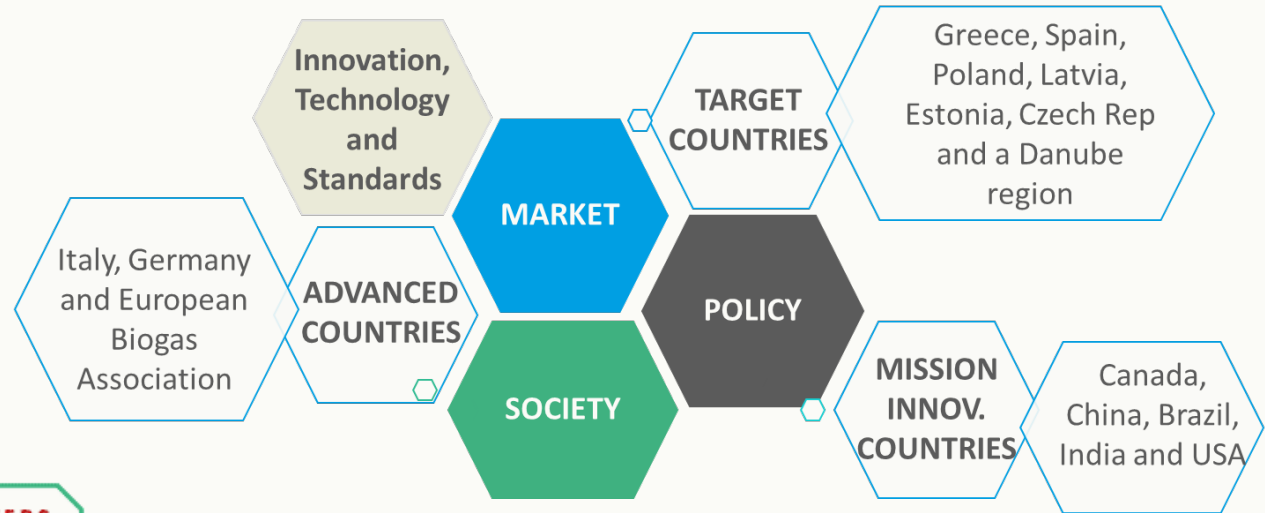 Innovation,
Technology
and
Standards
TARGET
COUNTRIES
Greece, Spain,
Poland, Latvia,
Estonia, Czech Rep
and a Danube
region
MARKET
Italy, Germany
and European
Biogas
Association
ADVANCED
COUNTRIES
POLICY
SOCIETY
MISSION
INNOV.
COUNTRIES
Canada,
China, Brazil,
India and USA